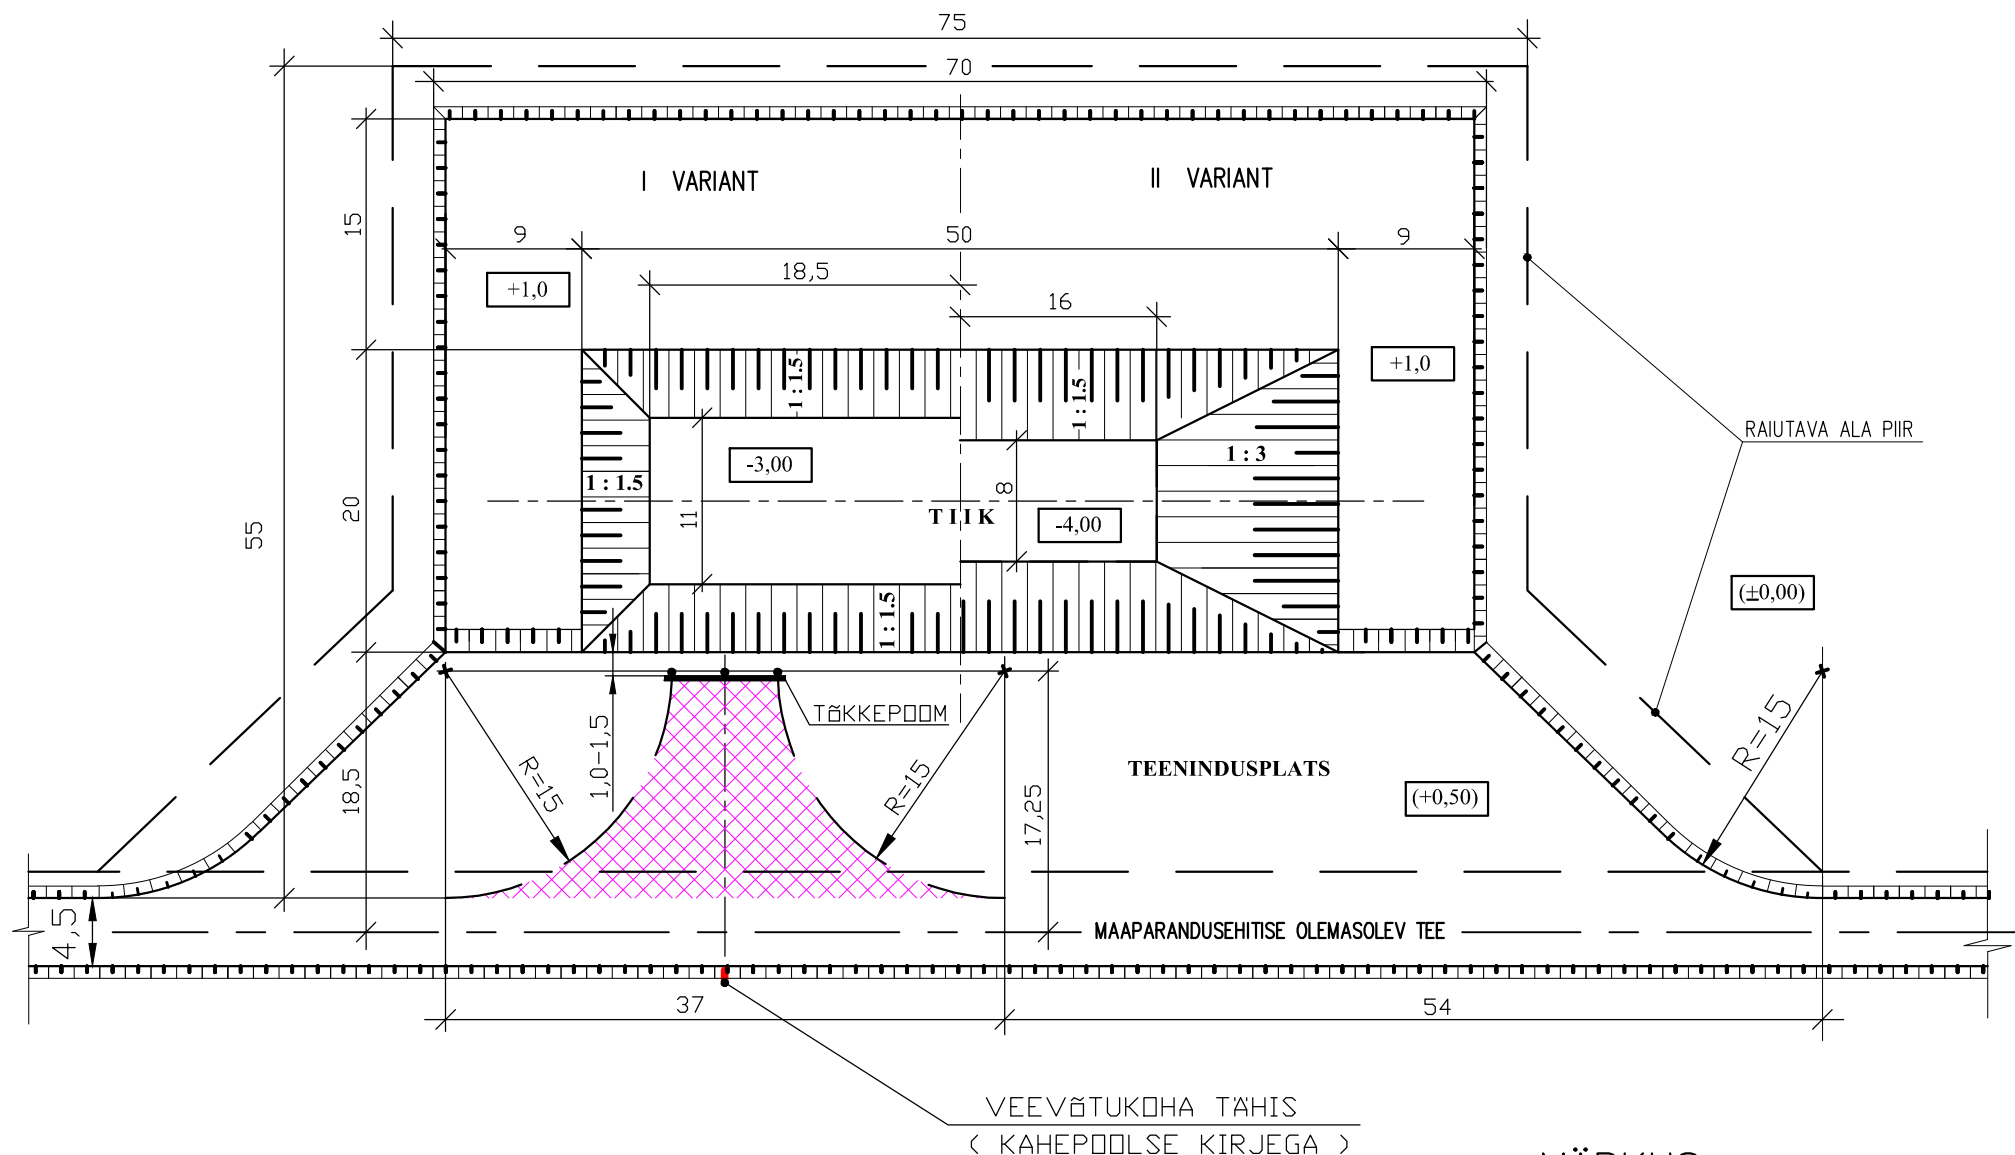 75
70
I VARIANT
II VARIANT
15
9
50
9
18,5
+1,0
16
1 : 1.5
1 : 1.5
+1,0
RAIUTAVA ALA PIIR
-3,00
1 : 3
1 : 1.5
8
11
TIIK
-4,00
20
55
(±0,00)
1 : 1.5
TÕKKEPOOM
R=15
1,0-1,5
R=15
R=15
TEENINDUSPLATS
(+0,50)
18,5
17,25
4,5
MAAPARANDUSEHITISE OLEMASOLEV TEE
37
54
VEEVÕTUKOHA TÄHIS
( KAHEPOOLSE KIRJEGA )